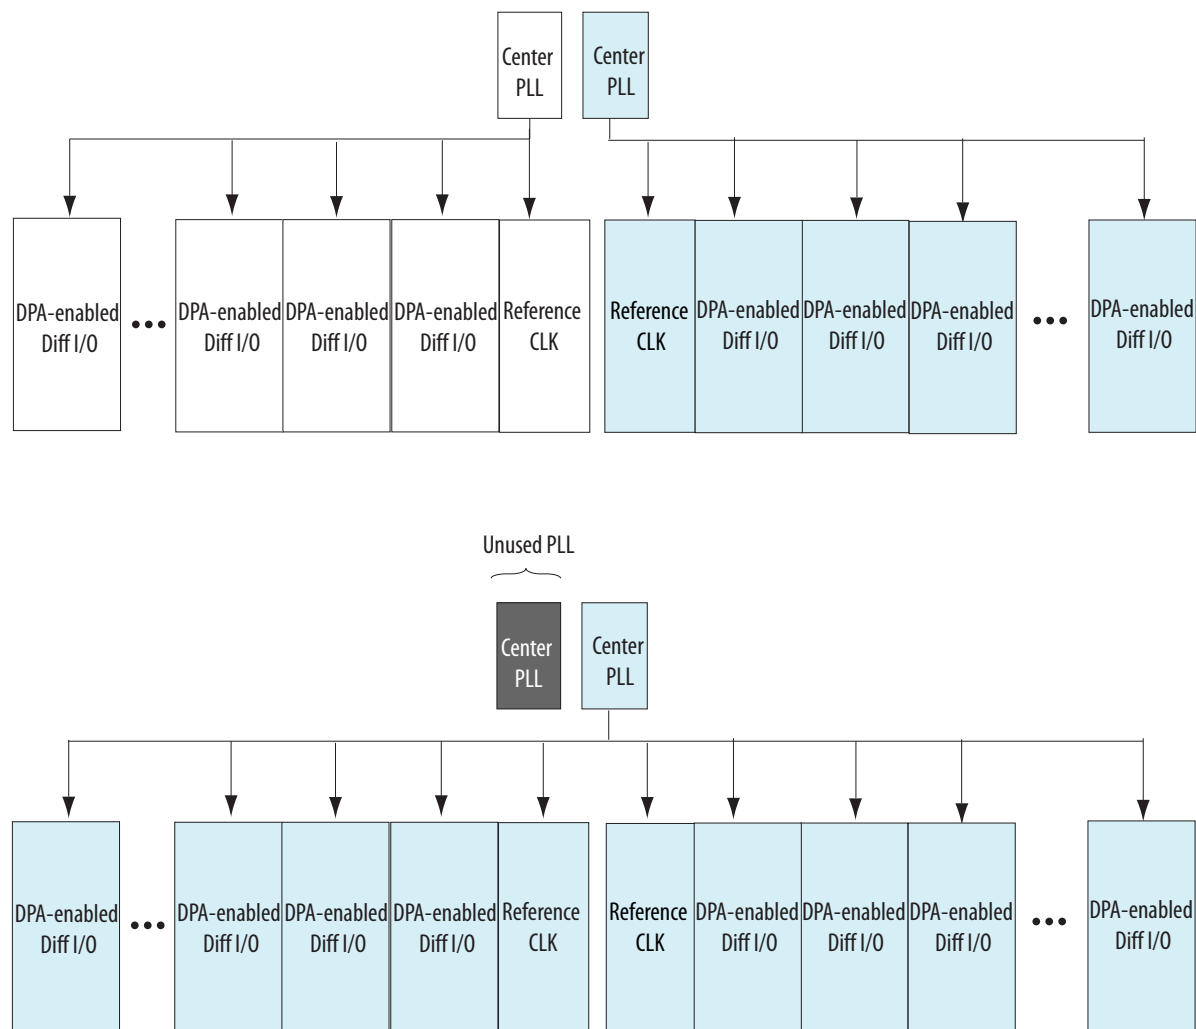 Center
PLL
Center
PLL
DPA-enabled
Diff I/O
•••
DPA-enabled
Diff I/O
DPA-enabled
Diff I/O
DPA-enabled
Diff I/O
Reference
CLK
Reference
CLK
DPA-enabled
Diff I/O
DPA-enabled
Diff I/O
DPA-enabled
Diff I/O
•••
DPA-enabled
Diff I/O
Unused PLL
Center
PLL
Center
PLL
DPA-enabled
Diff I/O
•••
DPA-enabled
Diff I/O
DPA-enabled
Diff I/O
DPA-enabled
Diff I/O
Reference
CLK
Reference
CLK
DPA-enabled
Diff I/O
DPA-enabled
Diff I/O
DPA-enabled
Diff I/O
•••
DPA-enabled
Diff I/O